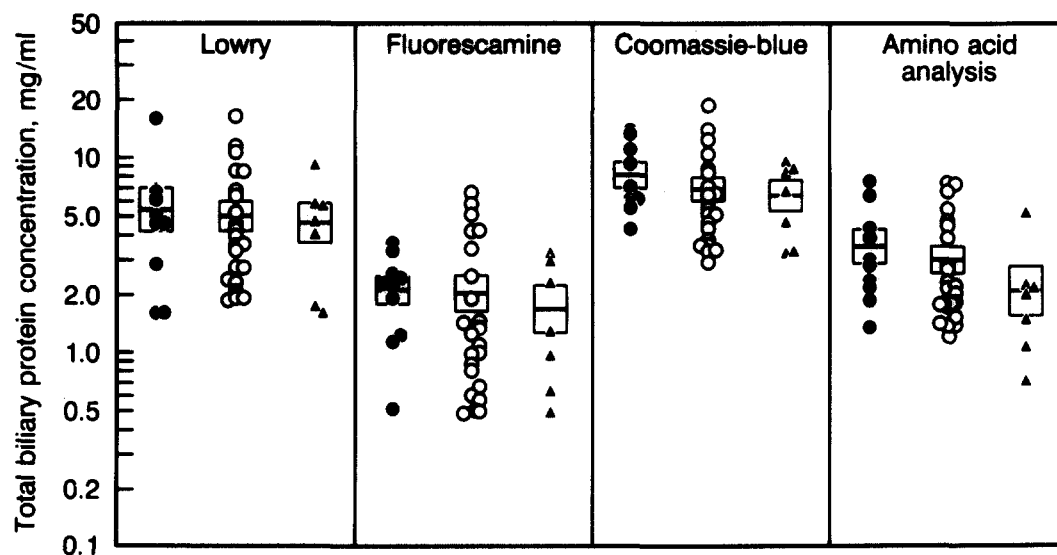 Total biliary protein concentration, mg/ml
50
20
10
5.0
2.0
1.0
0.5
0.2
0.1
Lowry
Fluorescamine
Coomassie-blue
Amino acid
analysis